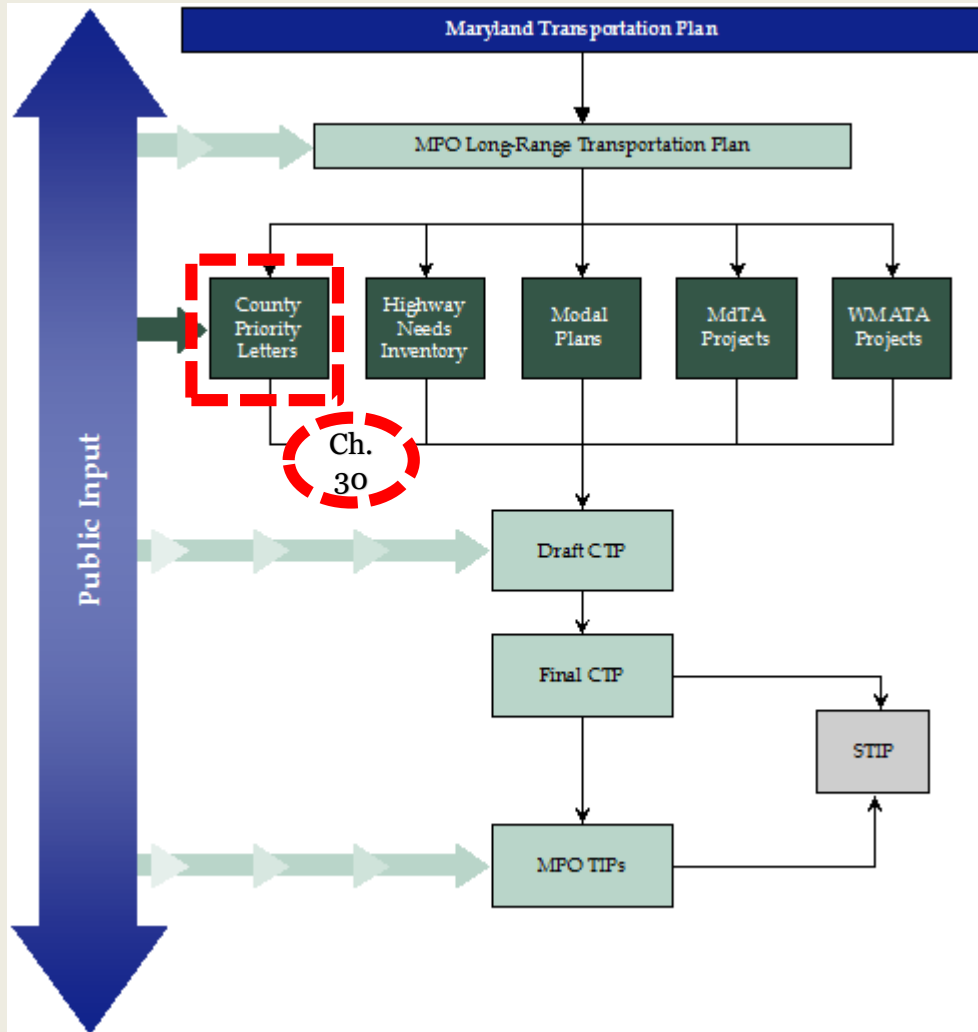 Maryland Transportation Plan
MPO Long-Range Transportation Plan
County
Priority
Letters
Highway
Needs
Inventory
Modal
Plans
MdTA
Projects
WMATA
Projects
Ch.
30
Public Input
Draft CTP
Final CTP
STIP
MPO TIPs